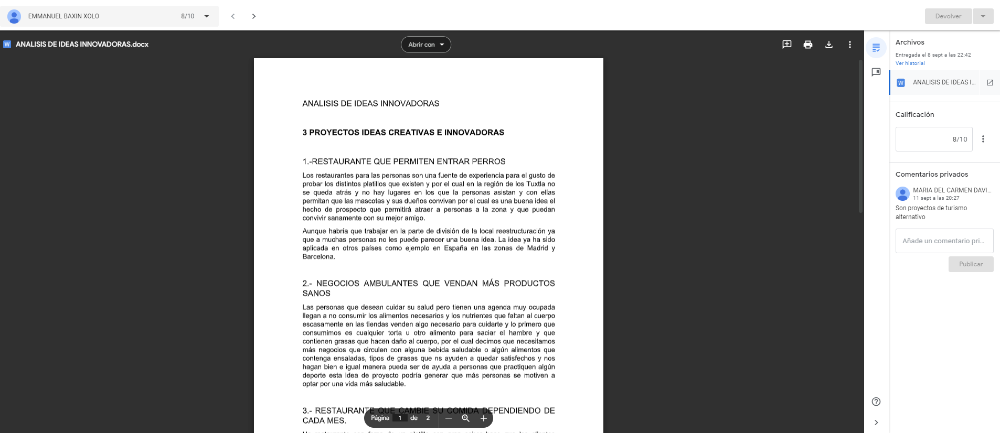 EMMANUEL BAXIN XOLO
8/10
Devolver
W ANALISIS DE IDEAS INNOVADORAS.docx
Abrir con
ANALISIS DE IDEAS INNOVADORAS
3 PROYECTOS IDEAS CREATIVAS E INNOVADORAS
1.-RESTAURANTE QUE PERMITEN ENTRAR PERROS
Los restaurantes para las personas son una fuente de experiencia para el gusto de
probar los distintos platillos que existen y por el cual en la región de los Tuxtla no
se queda atrás y no hay lugares en los que la personas asistan y con ellas
permitan que las mascotas y sus dueños convivan por el cual es una buena idea el
hecho de prospecto que permitirá atraer a personas a la zona y que puedan
convivir sanamente con su mejor amigo.
Aunque habría que trabajar en la parte de división de la local reestructuración ya
que a muchas personas no les puede parecer una buena idea. La idea ya ha sido
aplicada en otros países como ejemplo en España en las zonas de Madrid y
Barcelona.
2.- NEGOCIOS AMBULANTES QUE VENDAN MÁS PRODUCTOS
SANOS
Las personas que desean cuidar su salud pero tienen una agenda muy ocupada
llegan a no consumir los alimentos necesarios y los nutrientes que faltan al cuerpo
escasamente en las tiendas venden algo necesario para cuidarte y lo primero que
consumimos es cualquier torta u otro alimento para saciar el hambre y que
contienen grasas que hacen daño al cuerpo, por el cual decimos que necesitamos
más negocios que circulen con alguna bebida saludable o algún alimentos que
contenga ensaladas, tipos de grasas que ns ayuden a quedar satisfechos y nos
hagan bien e igual manera pueda ser de ayuda a personas que practiquen algún
deporte esta idea de proyecto podría generar que más personas se motiven a
optar por una vida más saludable.
3.- RESTAURANTE QUE CAMBIE SU COMIDA DEPENDIENDO DE
CADA MES.
Página 1 de 2
Archivos
Entregada el 8 sept a las 22:42
Ver historial
W ANALISIS DE IDEAS I...
Calificación
8/10
Comentarios privados
MARIA DEL CARMEN DAVI...
11 sept a las 20:27
Son proyectos de turismo
alternativo
Añade un comentario pri...
Publicar